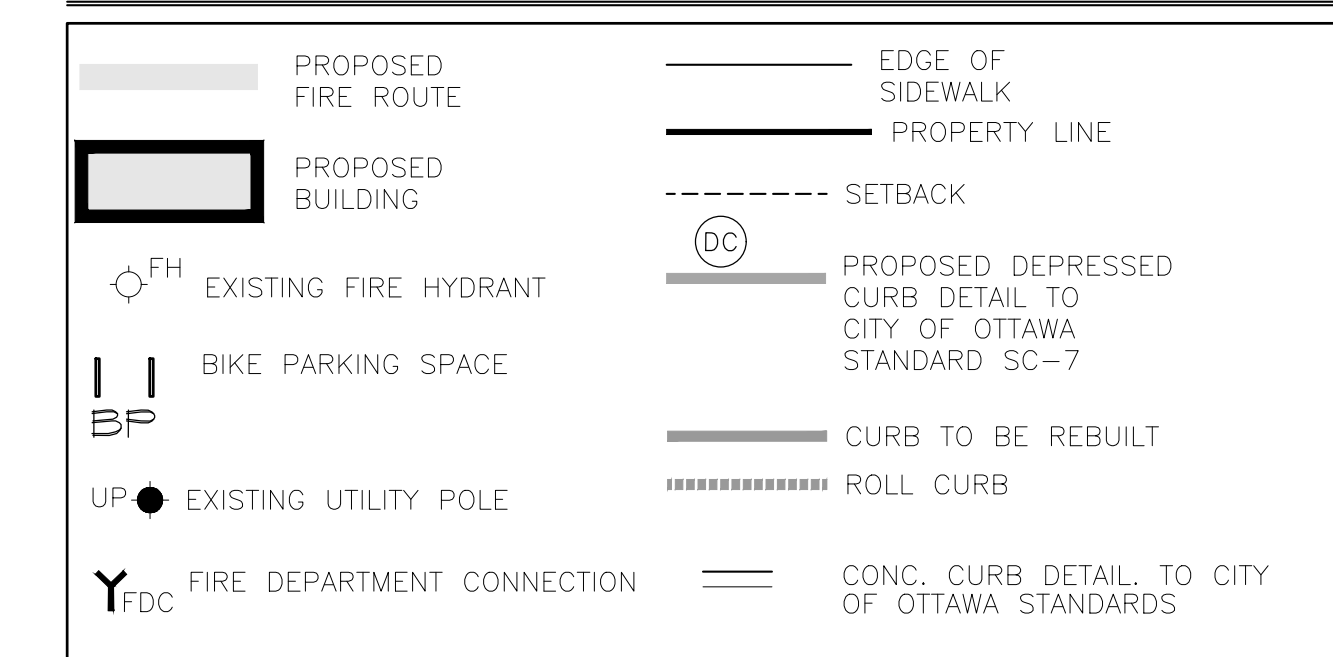 PROPOSED
FIRE ROUTE
PROPOSED
BUILDING
FH
EXISTING FIRE HYDRANT
BIKE PARKING SPACE
BP
UP
EXISTING UTILITY POLE
FDC
FIRE DEPARTMENT CONNECTION
EDGE OF
SIDEWALK
PROPERTY LINE
SETBACK
DC
PROPOSED DEPRESSED
CURB DETAIL TO
CITY OF OTTAWA
STANDARD SC-7
CURB TO BE REBUILT
ROLL CURB
CONC. CURB DETAIL. TO CITY
OF OTTAWA STANDARDS